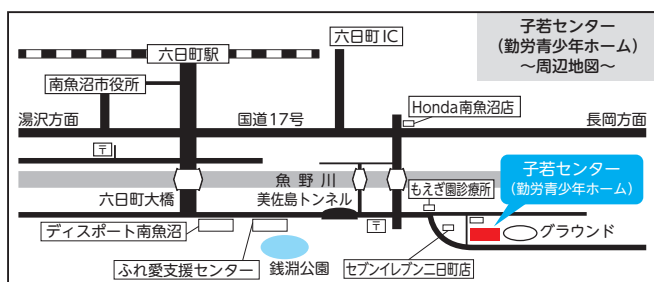 子若センター
(勤労青少年ホーム)
～周辺地図～
六日町IC
六日町駅
南魚沼市役所
Honda南魚沼店
湯沢方面
国道17号
長岡方面
〒
子若センター
(勤労青少年ホーム)
魚野川
もえぎ園診療所
六日町大橋
美佐島トンネル
〒
グラウンド
ディスポート南魚沼
ふれ愛支援センター
銭淵公園
セブンイレブン二日町店